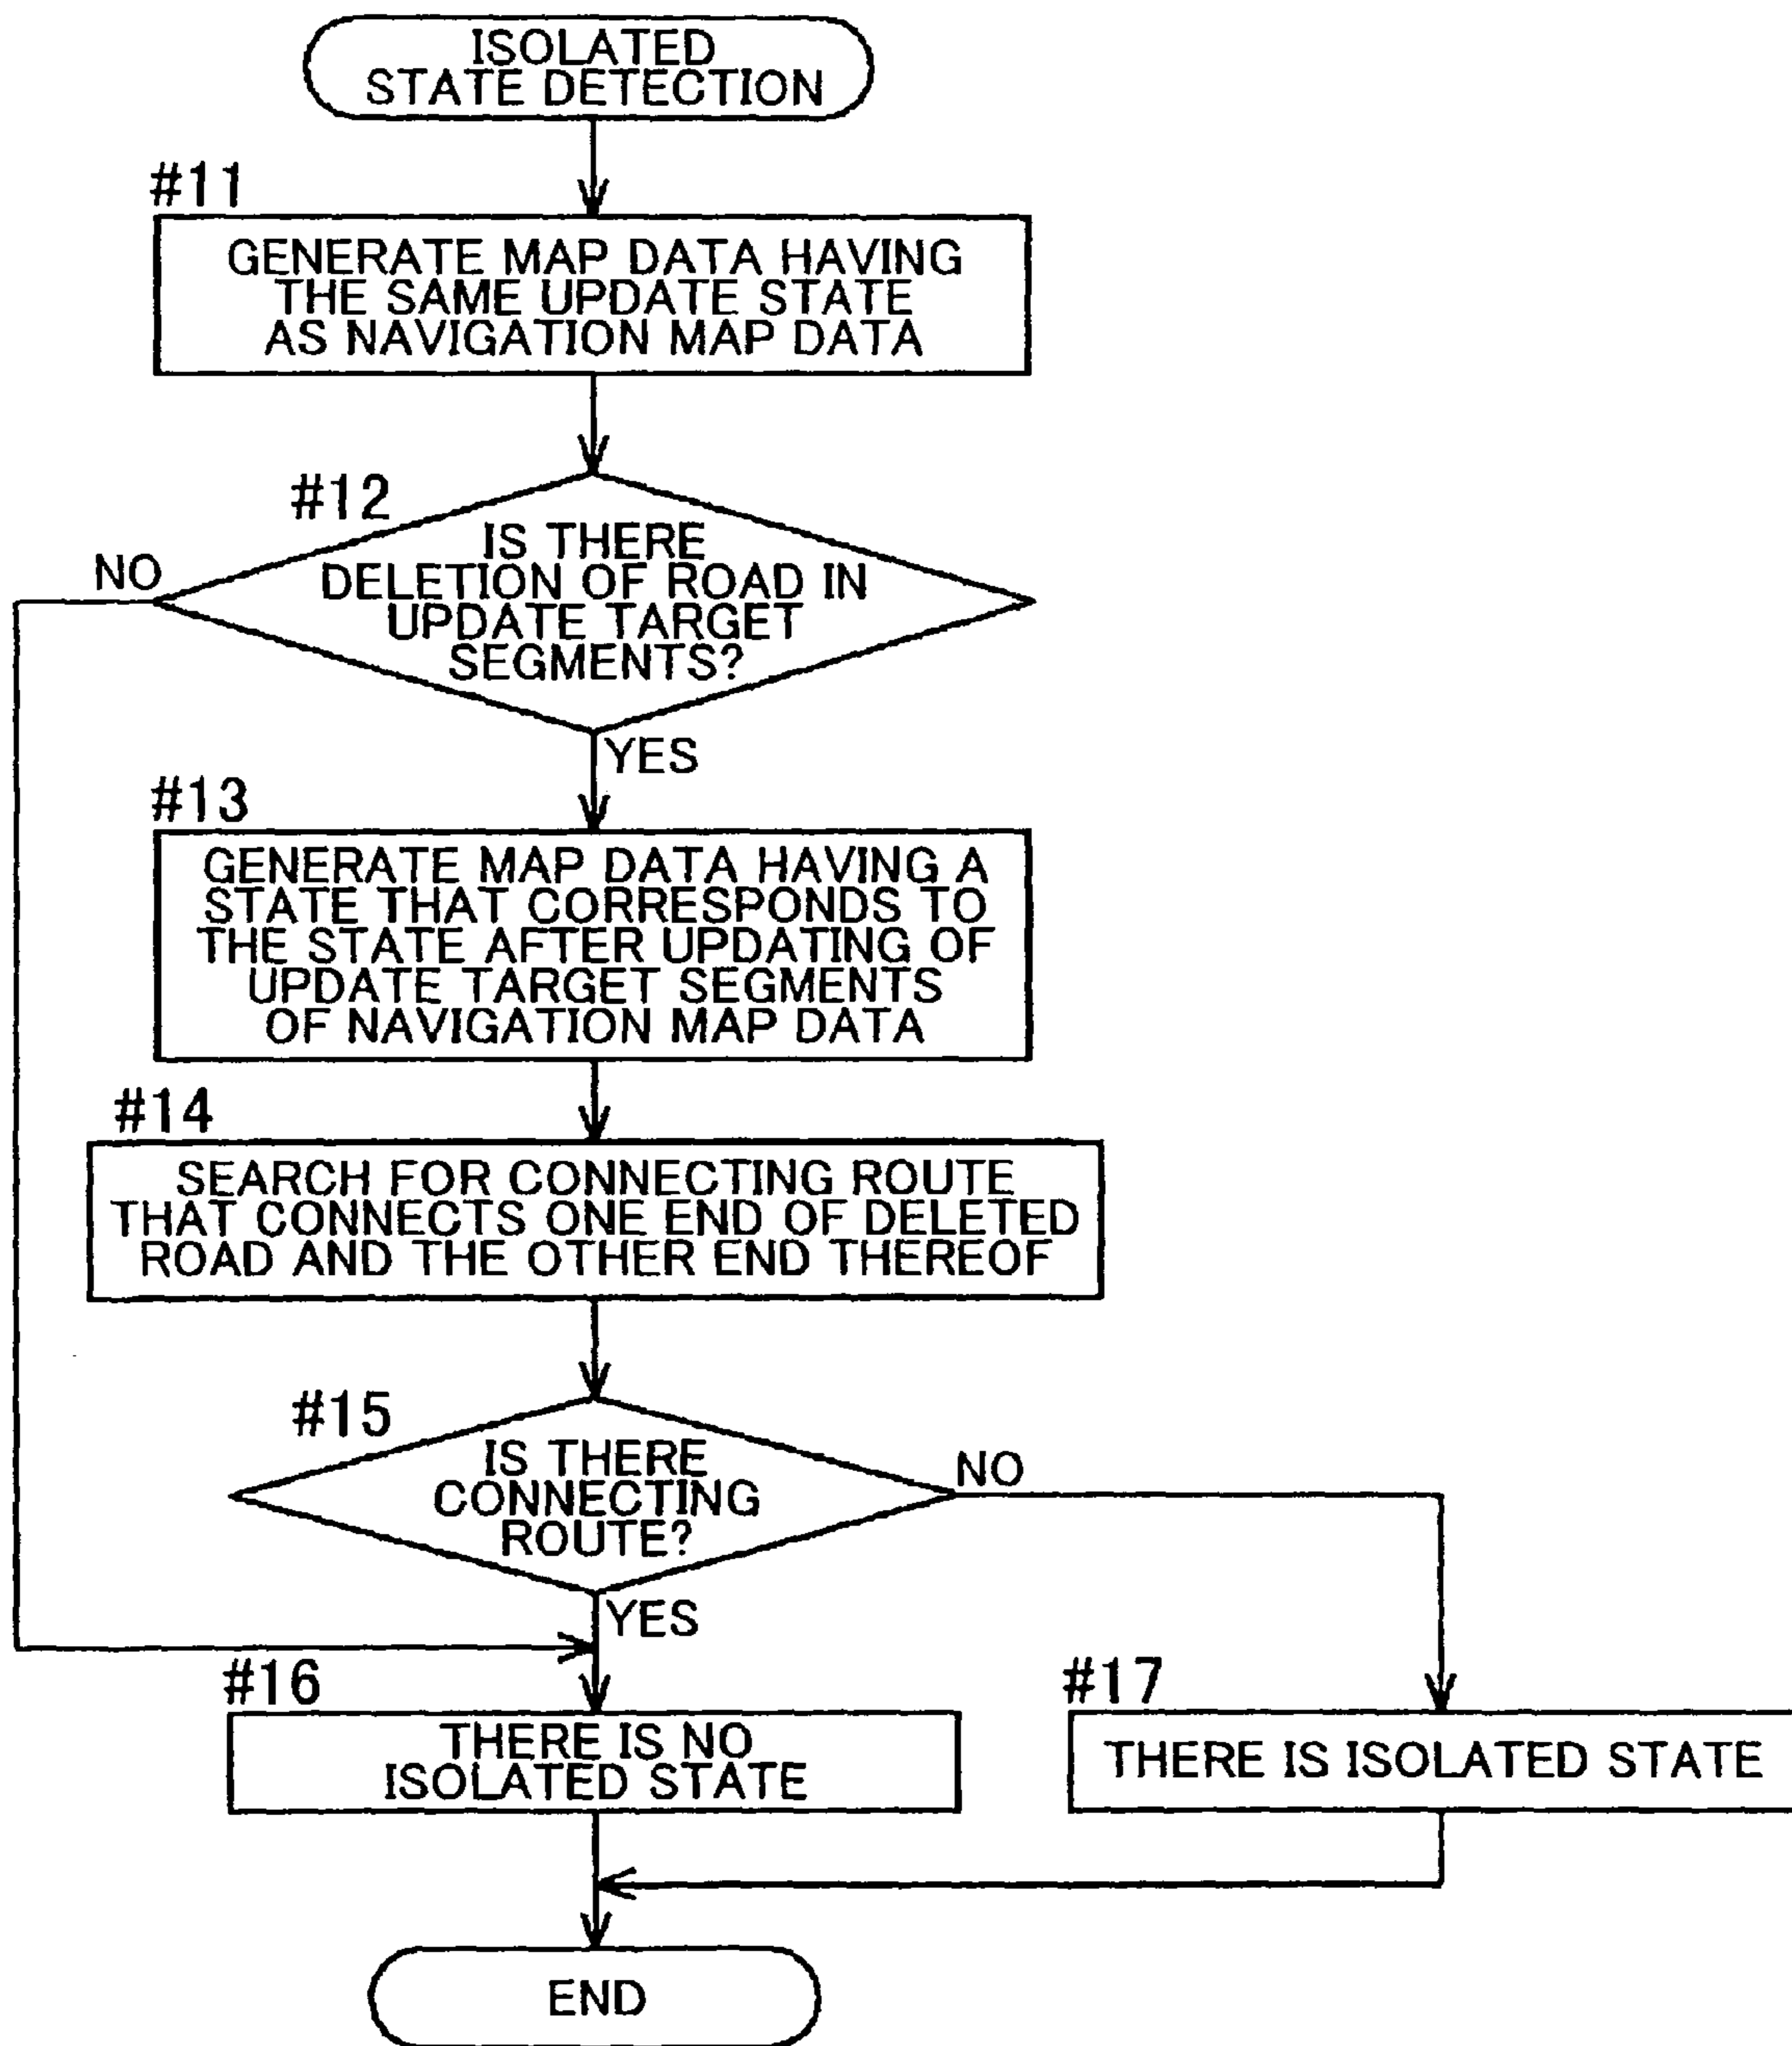 ISOLATED
STATE DETECTION
#11
GENERATE MAP DATA HAVING
THE SAME UPDATE STATE
AS NAVIGATION MAP DATA
#12
IS THERE
DELETION OF ROAD IN
UPDATE TARGET
SEGMENTS?
NO
YES
#13
GENERATE MAP DATA HAVING A
STATE THAT CORRESPONDS TO
THE STATE AFTER UPDATING OF
UPDATE TARGET SEGMENTS
OF NAVIGATION MAP DATA
#14
SEARCH FOR CONNECTING ROUTE
THAT CONNECTS ONE END OF DELETED
ROAD AND THE OTHER END THEREOF
#15
IS THERE
CONNECTING
ROUTE?
NO
YES
#16
THERE IS NO
ISOLATED STATE
#17
THERE IS ISOLATED STATE
END